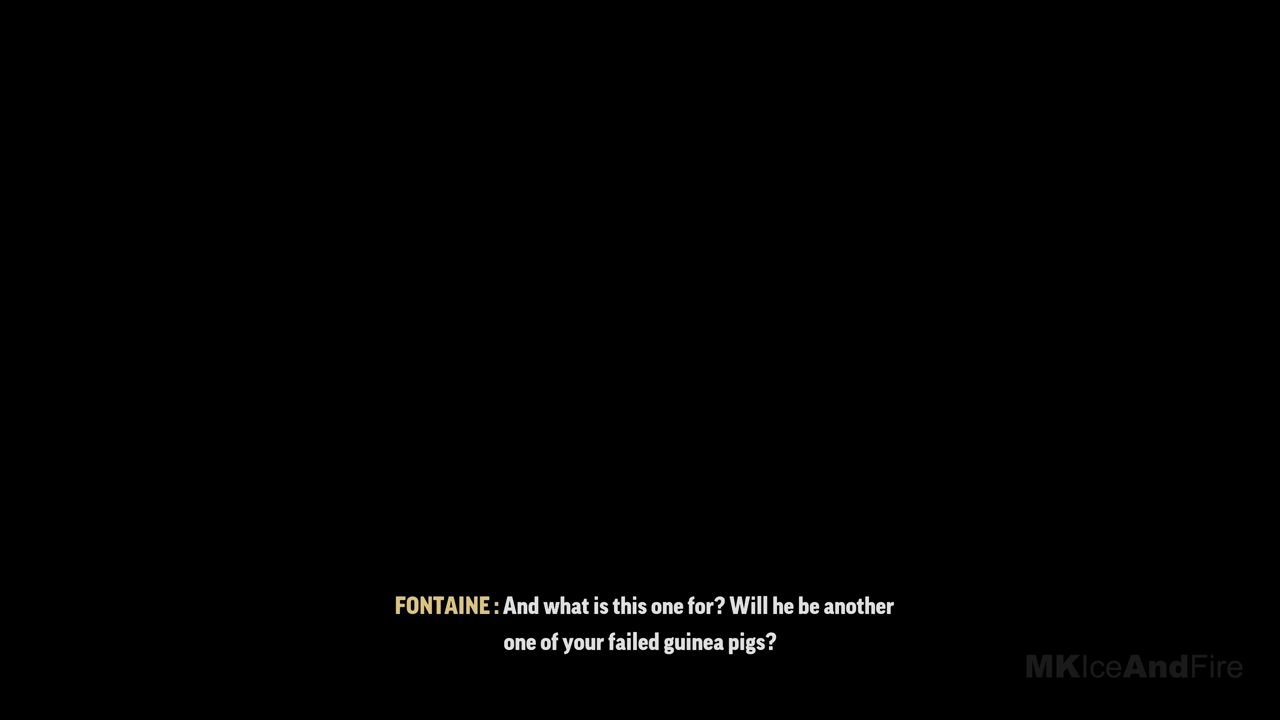 FONTAINE : And what is this one for? Will he be another
one of your failed guinea pigs?
MKIceAndFire